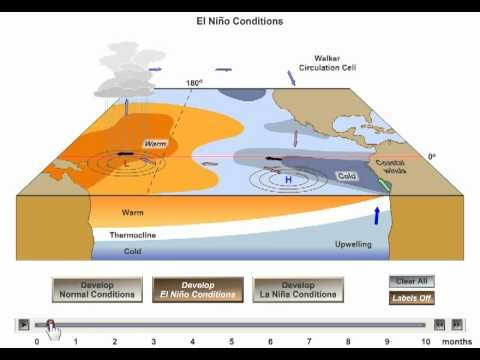 El Niño Conditions
Walker
Circulation Cell
180°
Warm
L
0°
Coastal
winds
H
Cold
Warm
Thermocline
Cold
Upwelling
Develop
Normal Conditions
Develop
El Niño Conditions
Develop
La Niña Conditions
Clear All
Labels Off
0 1 2 3 4 5 6 7 8 9 10 months